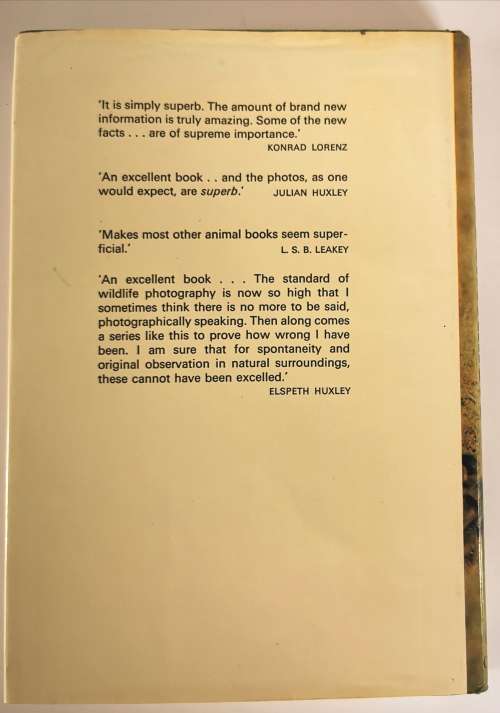 'It is simply superb. The amount of brand new
information is truly amazing. Some of the new
facts . . . are of supreme importance.'
KONRAD LORENZ
'An excellent book . . and the photos, as one
would expect, are superb.' JULIAN HUXLEY
'Makes most other animal books seem super-
ficial.' L. S. B. LEAKEY
'An excellent book . . . The standard of
wildlife photography is now so high that I
sometimes think there is no more to be said,
photographically speaking. Then along comes
a series like this to prove how wrong I have
been. I am sure that for spontaneity and
original observation in natural surroundings,
these cannot have been excelled.'
ELSPETH HUXLEY